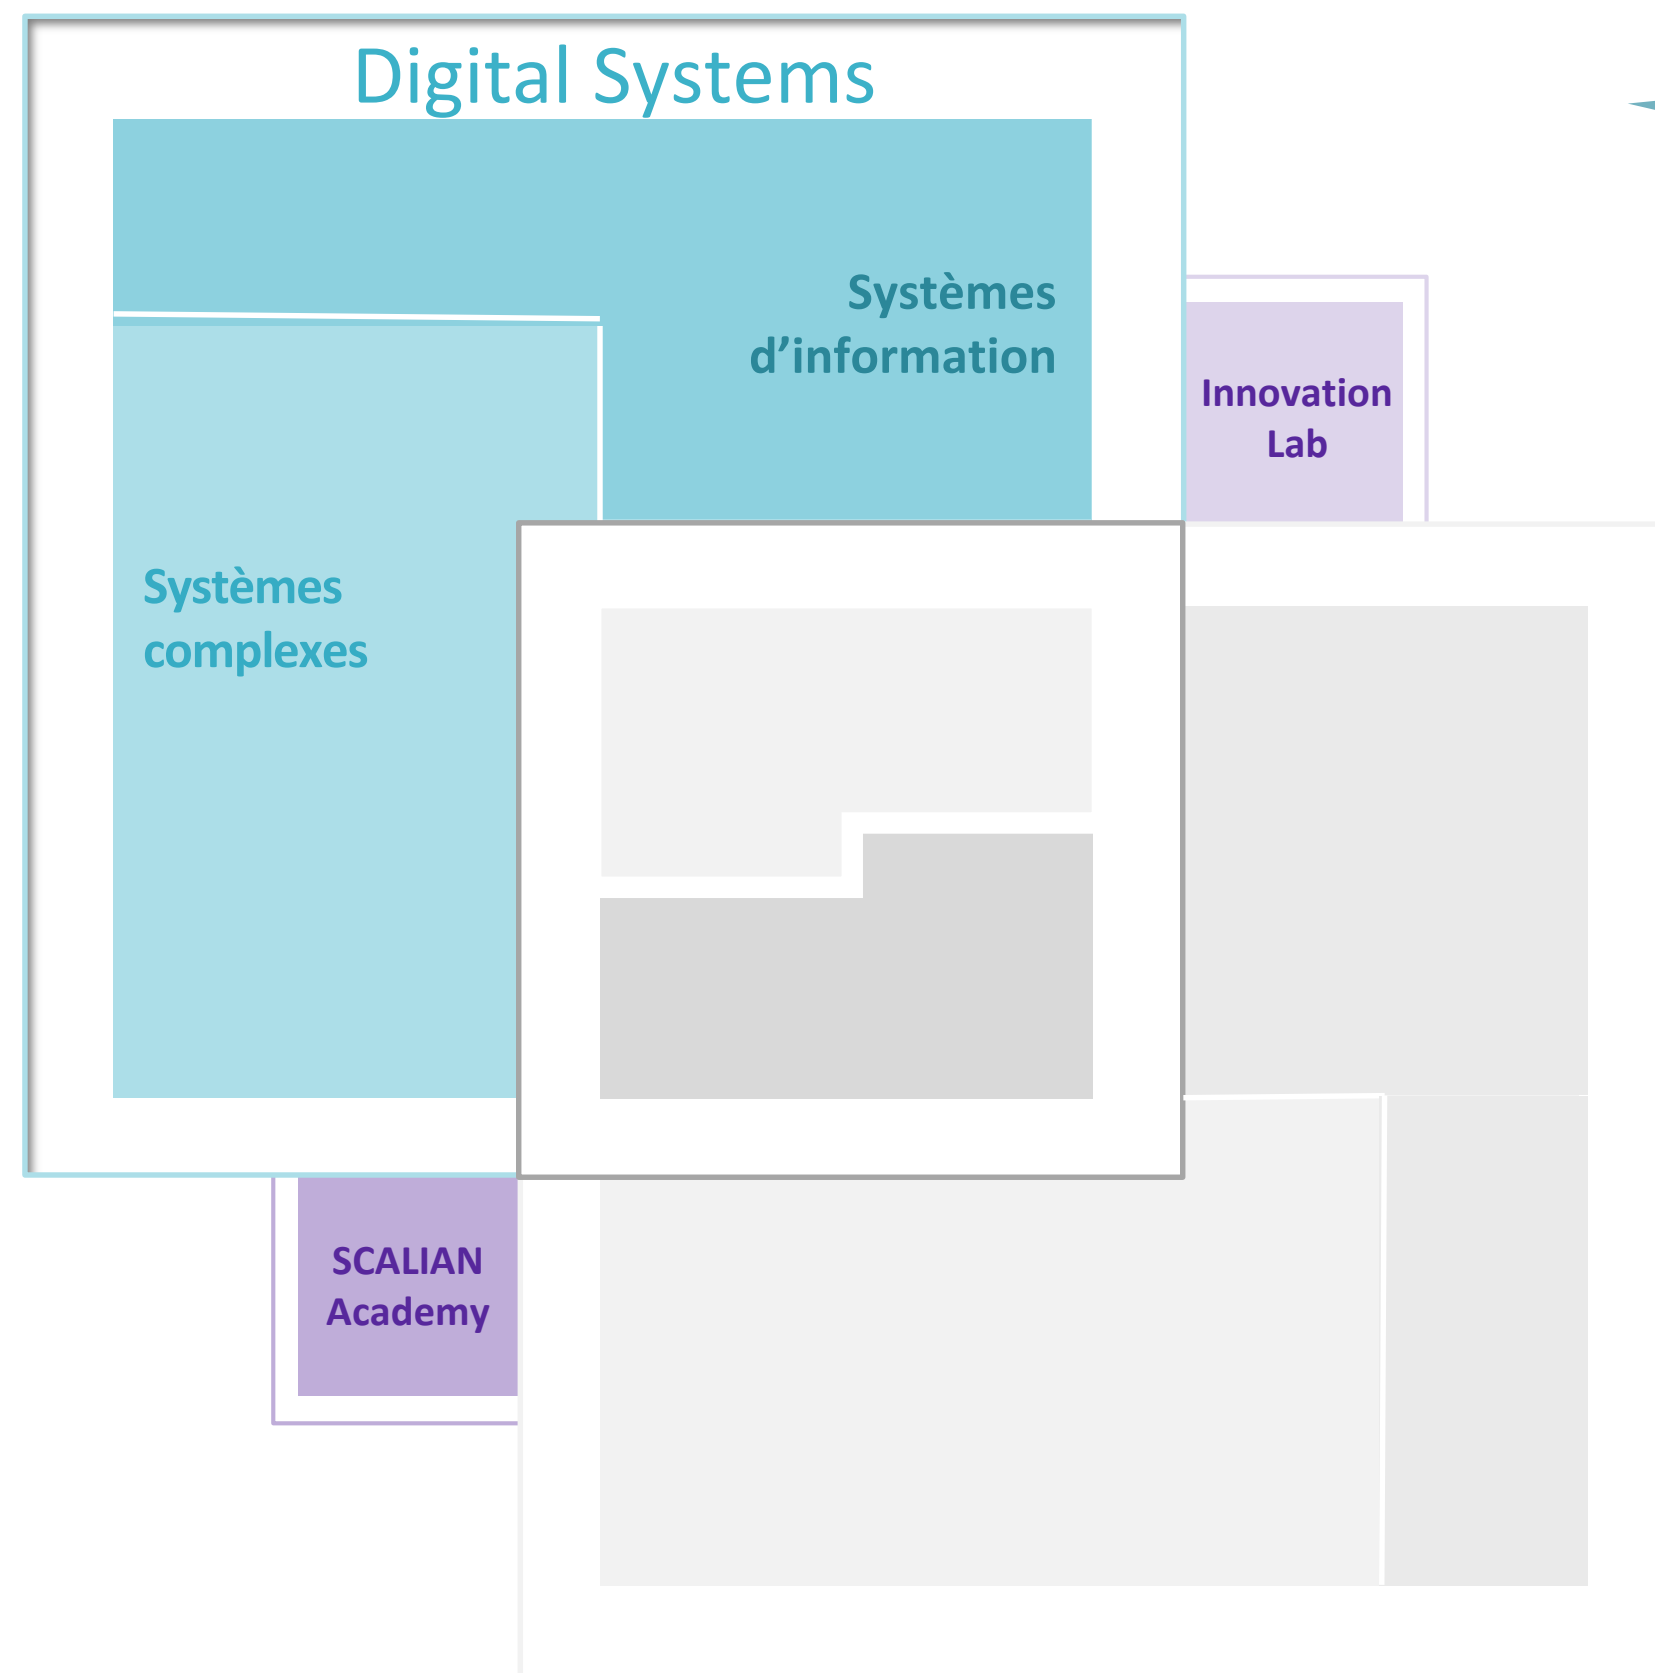 Digital Systems
Systèmes
d’information
Innovation
Lab
Systèmes
complexes
SCALIAN
Academy